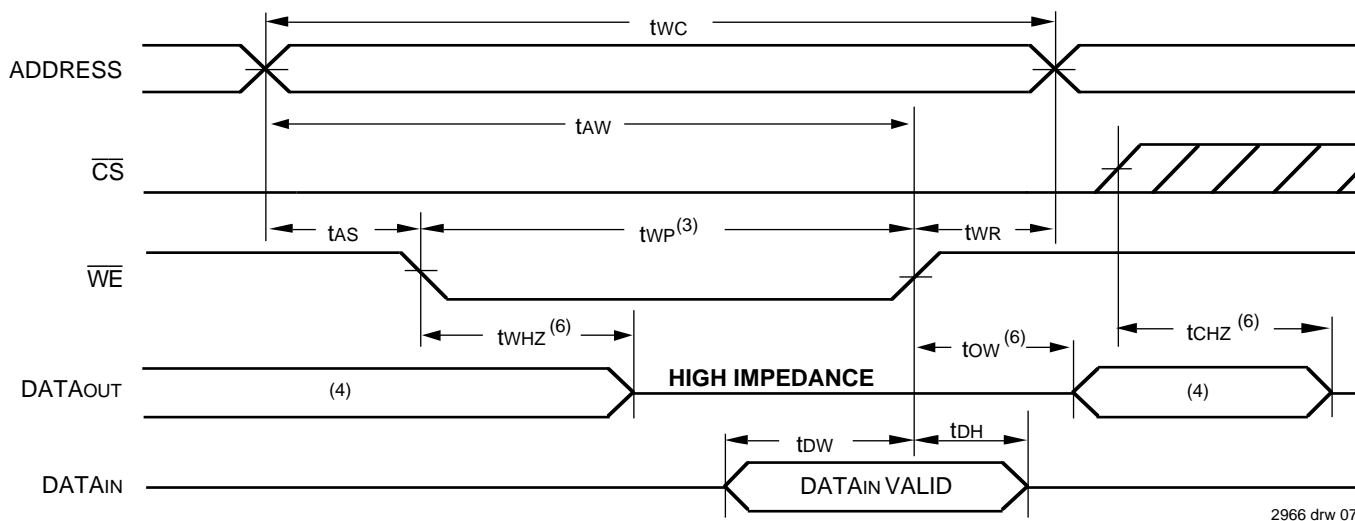 tWC
ADDRESS
tAW
CS
tAS
tWP(3)
tWR
WE
tWHZ(6)
tOW(6)
tCHZ(6)
DATAOUT
(4)
HIGH IMPEDANCE
(4)
tDW
tDH
DATAIN
DATAIN VALID
2966 drw 07